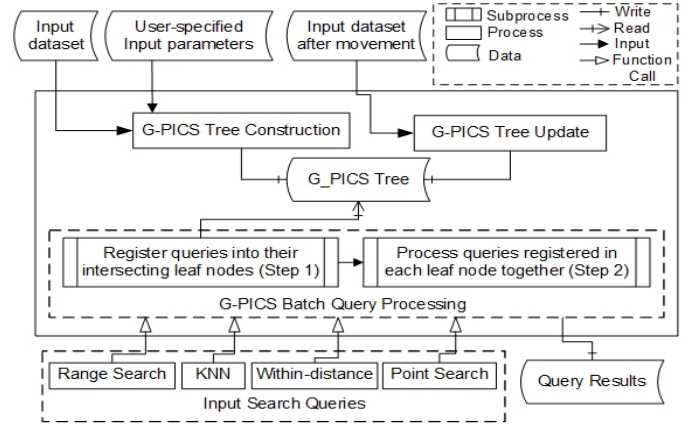 Input
dataset
User-specified
Input parameters
Input dataset
after movement
Subprocess
Process
Data
Write
Read
Input
Function
Call
G-PICS Tree Construction
G-PICS Tree Update
G_PICS Tree
Register queries into their
intersecting leaf nodes (Step 1)
Process queries registered in
each leaf node together (Step 2)
G-PICS Batch Query Processing
Range Search
KNN
Within-distance
Point Search
Input Search Queries
Query Results